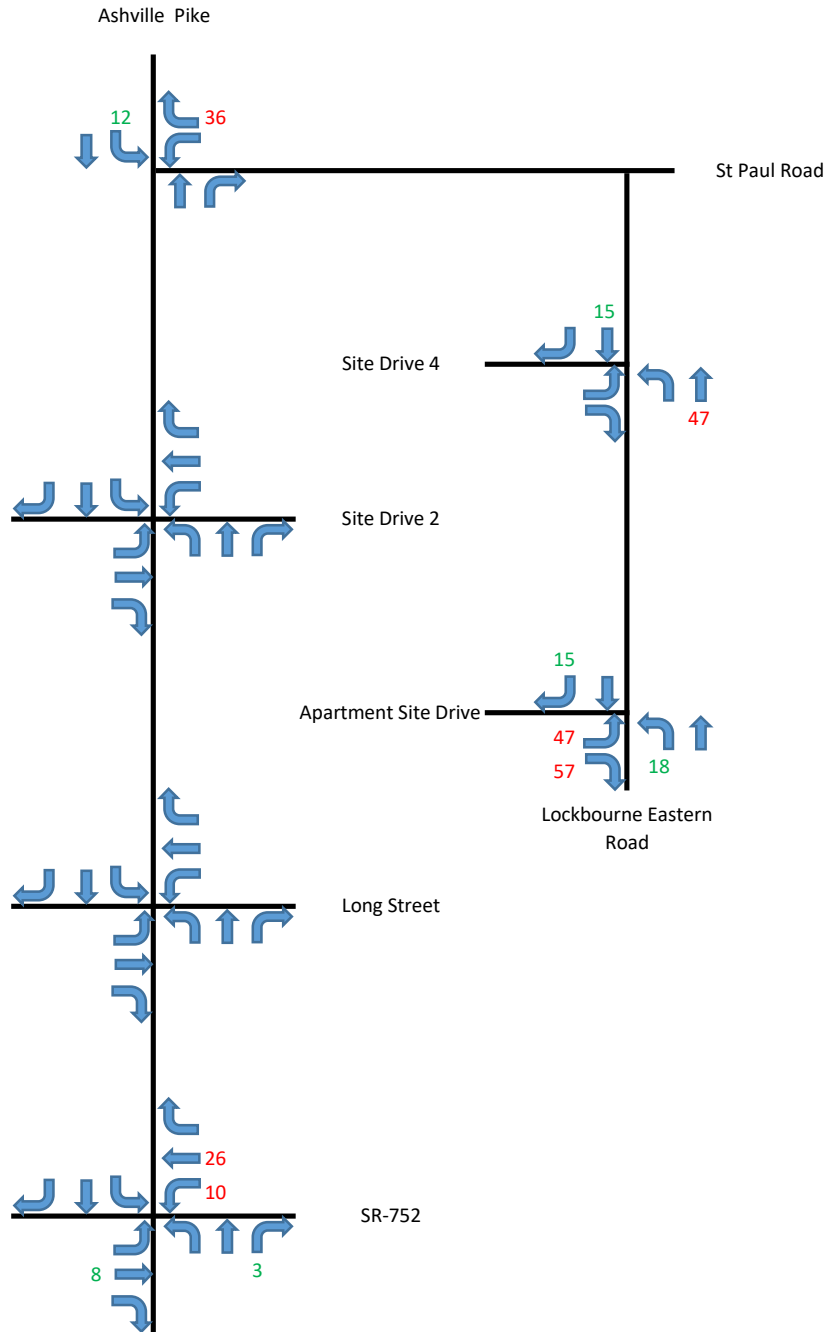 Ashville  Pike
12
36
St Paul Road
15
Site Drive 4
47
Site Drive 2
15
Apartment Site Drive
47
57
18
Lockbourne Eastern
Road
Long Street
26
10
SR-752
8
3